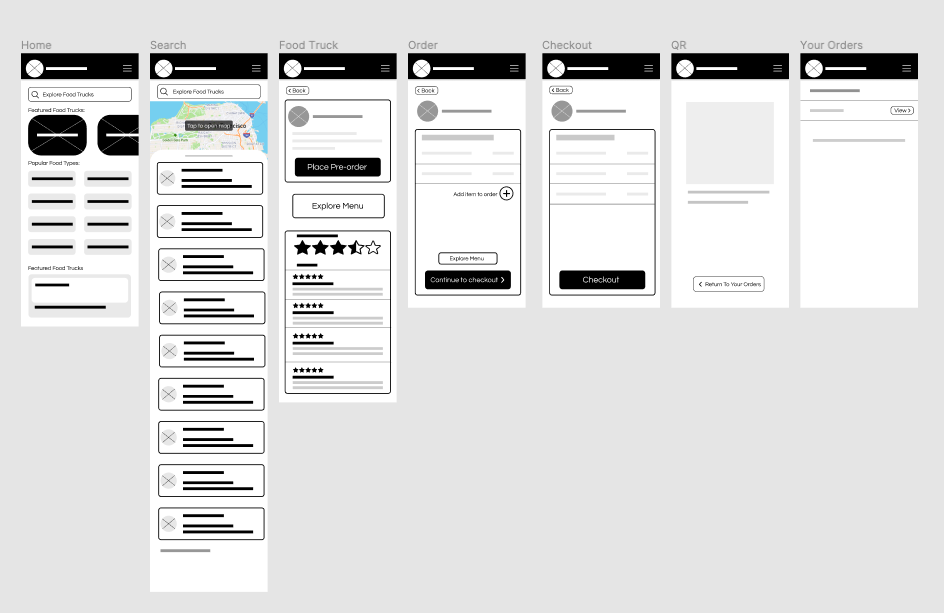 Home
Search
Food Truck
Order
Checkout
QR
Your Orders
Explore Food Trucks
Featured Food Trucks:
Popular Food Types:
Featured Food Trucks
Explore Food Trucks
Tap to open map
cisco
Back
Place Pre-order
Explore Menu
Back
Add item to order
Explore Menu
Continue to checkout
Back
Checkout
Return To Your Orders
View